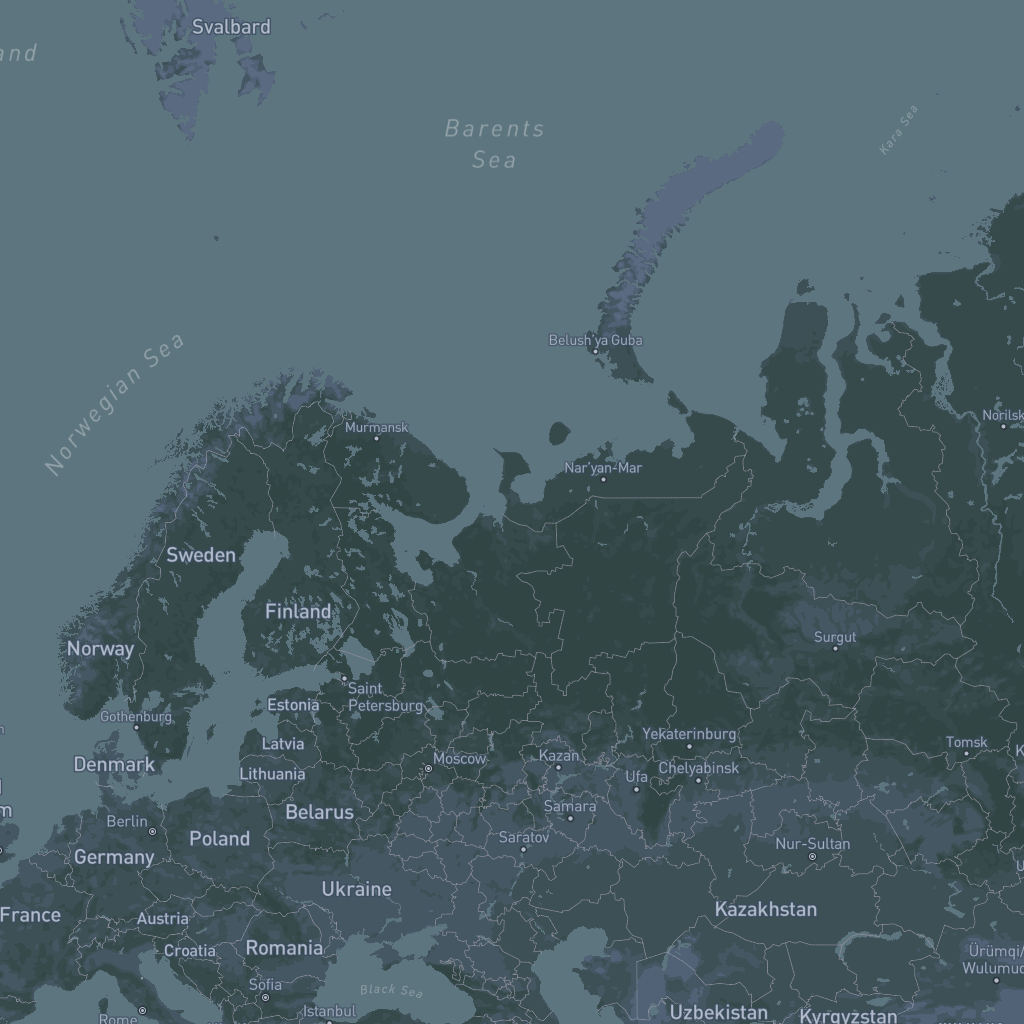 Svalbard
and
Barents
Sea
Kara Sea
Belush'ya Guba
Norwegian Sea
Murmansk
Norilsk
Nar'yan-Mar
Sweden
Finland
Surgut
Norway
Saint
Petersburg
Estonia
Gothenburg
Yekaterinburg
Latvia
Tomsk
Kazan
Moscow
Denmark
Lithuania
Ufa
Chelyabinsk
Samara
Belarus
Berlin
Poland
Saratov
Nur-Sultan
Germany
Ukraine
Kazakhstan
France
Austria
Croatia
Romania
Ürümqi/
Wulumuqi
Sofia
Black Sea
Istanbul
Rome
Uzbekistan
Kyrgyzstan